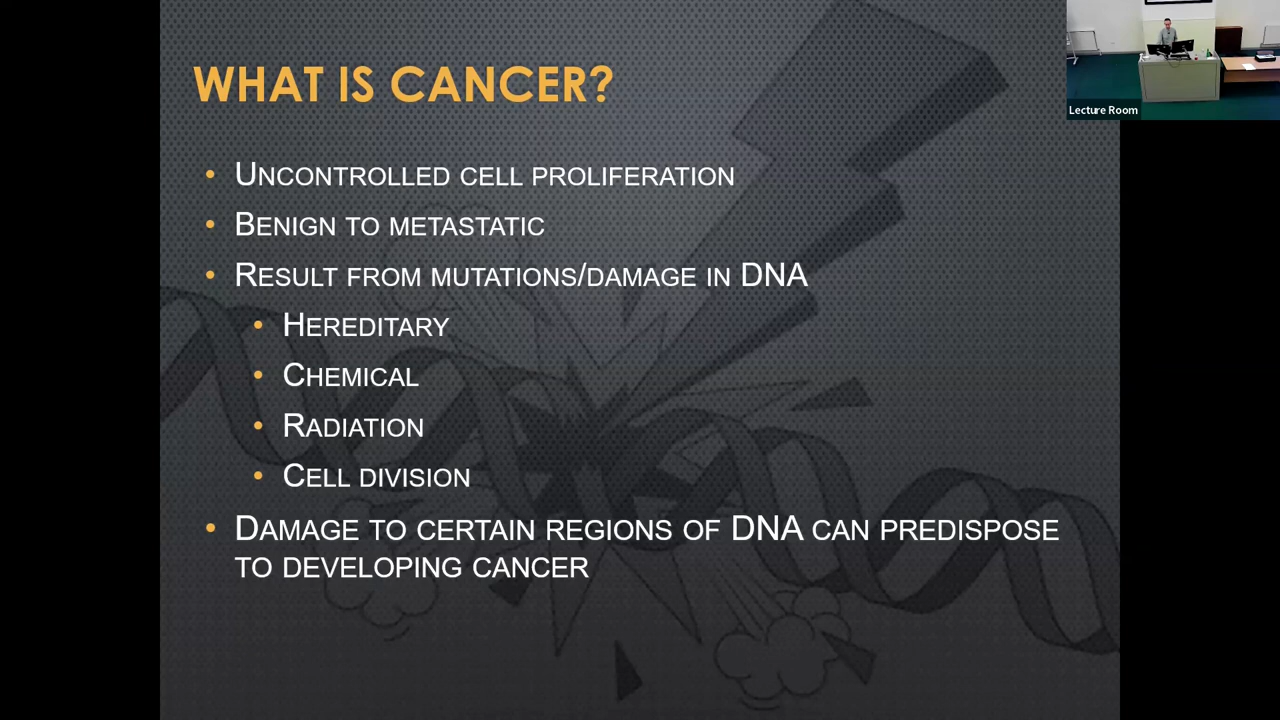 WHAT IS CANCER?
Lecture Room
• UNCONTROLLED CELL PROLIFERATION
• BENIGN TO METASTATIC
• RESULT FROM MUTATIONS/DAMAGE IN DNA
• HEREDITARY
• CHEMICAL
• RADIATION
• CELL DIVISION
• DAMAGE TO CERTAIN REGIONS OF DNA CAN PREDISPOSE
TO DEVELOPING CANCER